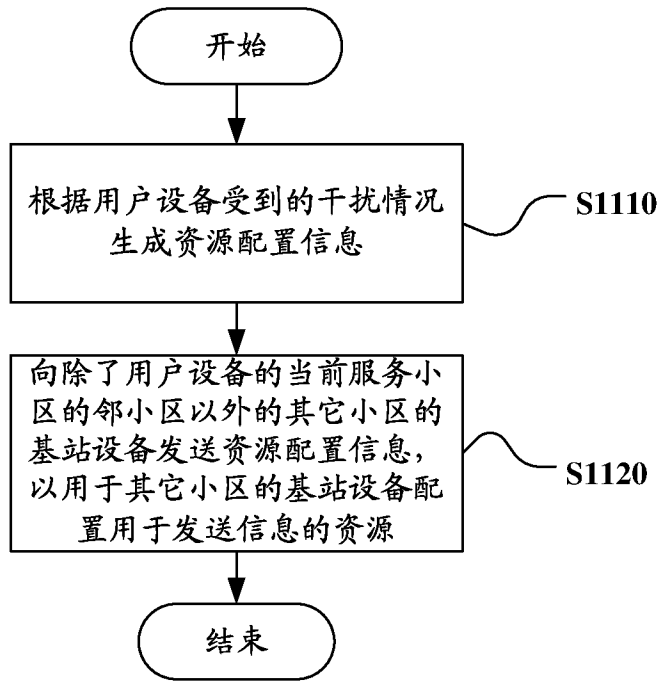 开始
根据用户设备受到的干扰情况
生成资源配置信息
S1110
向除了用户设备的当前服务小
区的邻小区以外的其它小区的
基站设备发送资源配置信息，
以用于其它小区的基站设备配
置用于发送信息的资源
S1120
结束